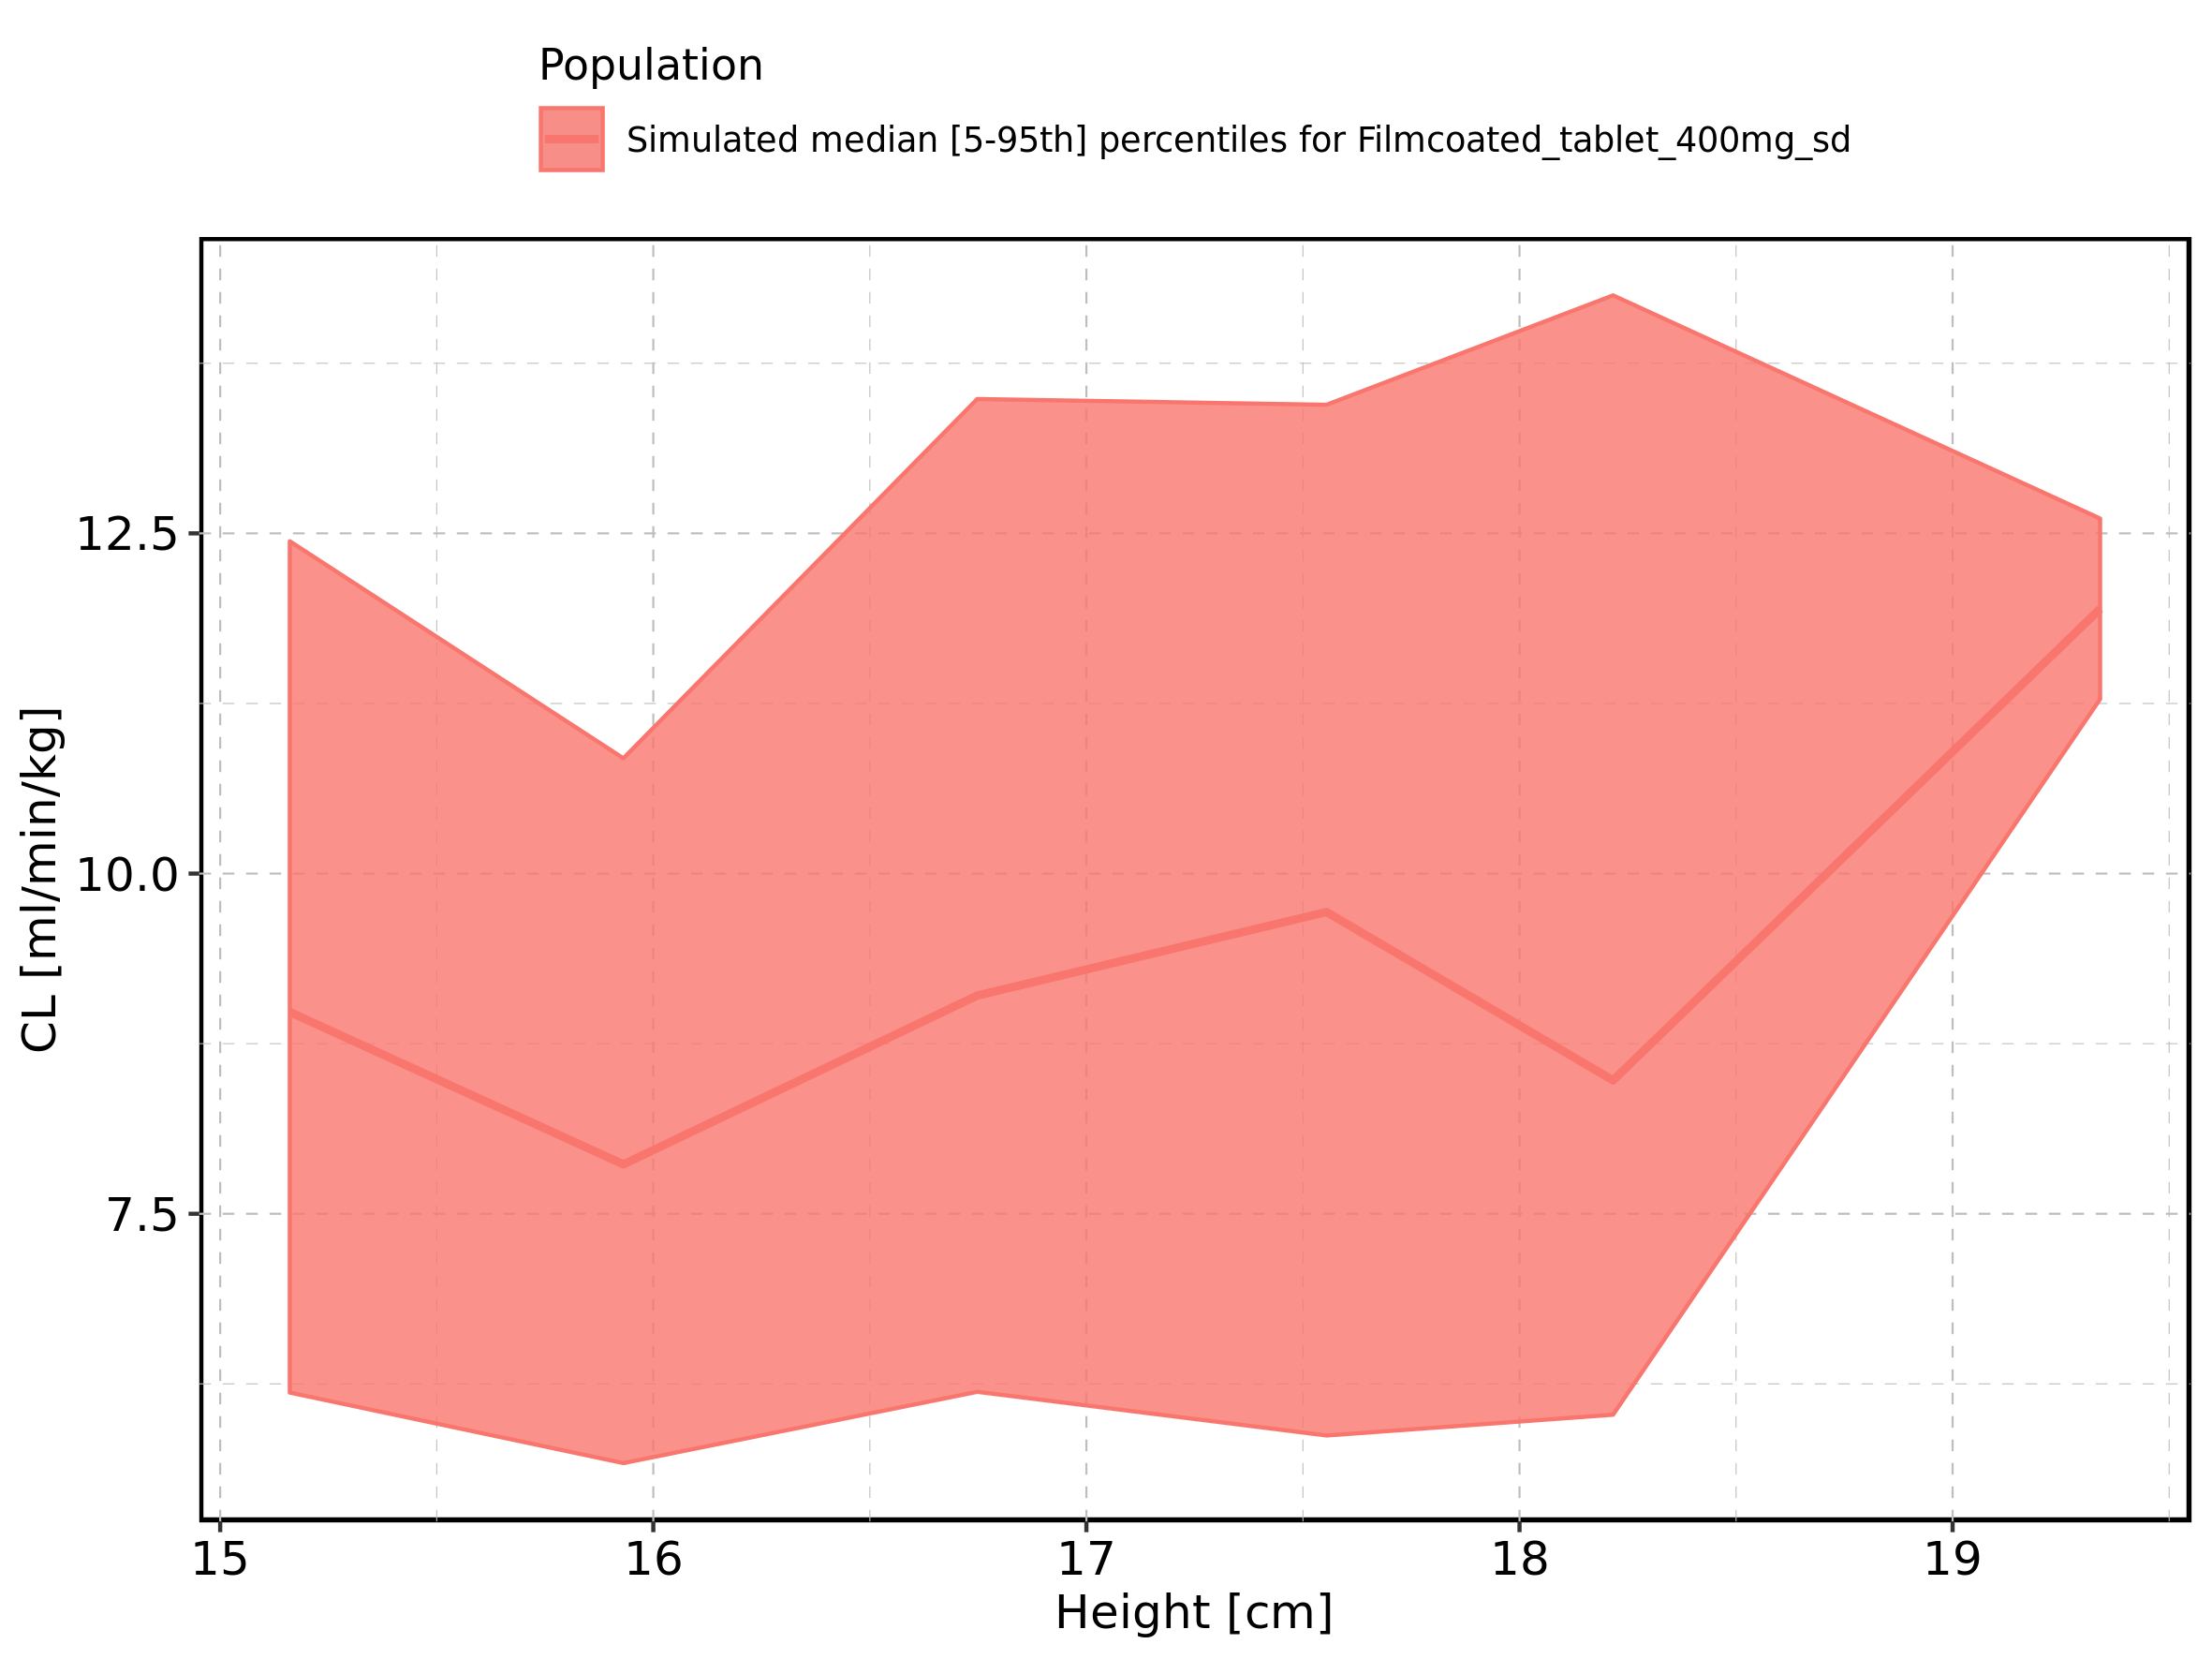 Population
Simulated median [5-95th] percentiles for Filmcoated_tablet_400mg_sd
CL [ml/min/kg]
12.5
10.0
7.5
15 16 17 18 19
Height [cm]